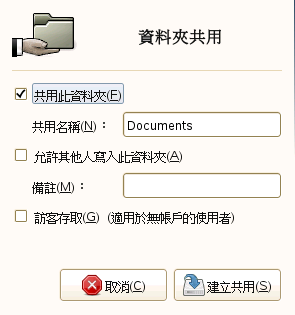 資料夾共用
共用此資料夾(F)
共用名稱(N)： Documents
允許其他人寫入此資料夾(A)
備註(M)：
訪客存取(G) (適用於無帳戶的使用者)
取消(C) 建立共用(S)